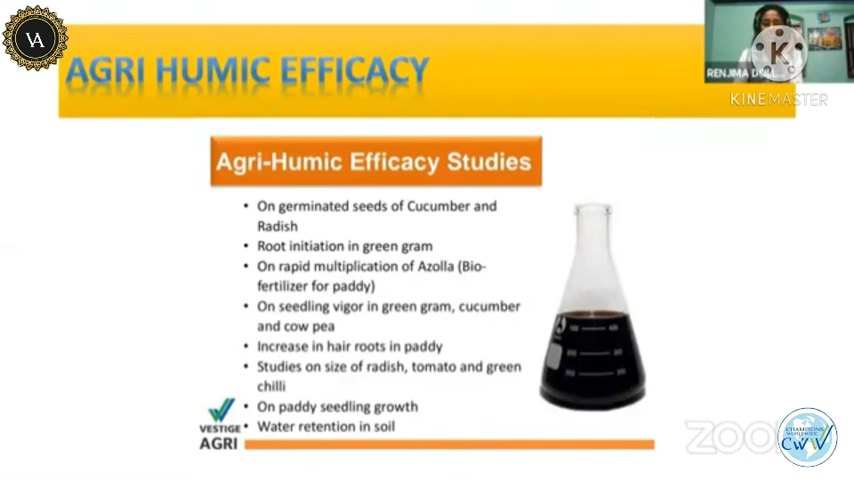 VA
AGRI HUMIC EFFICACY
RENJIMA
KINEMASTER
Agri-Humic Efficacy Studies
• On germinated seeds of Cucumber and
Radish
• Root initiation in green gram
• On rapid multiplication of Azolla (Bio-
fertilizer for paddy)
• On seedling vigor in green gram, cucumber
and cow pea
• Increase in hair roots in paddy
• Studies on size of radish, tomato and green
chilli
• On paddy seedling growth
• Water retention in soil
VESTIGE
AGRI
zoom
CHAMPIONS
WORLDWIDE
CWV